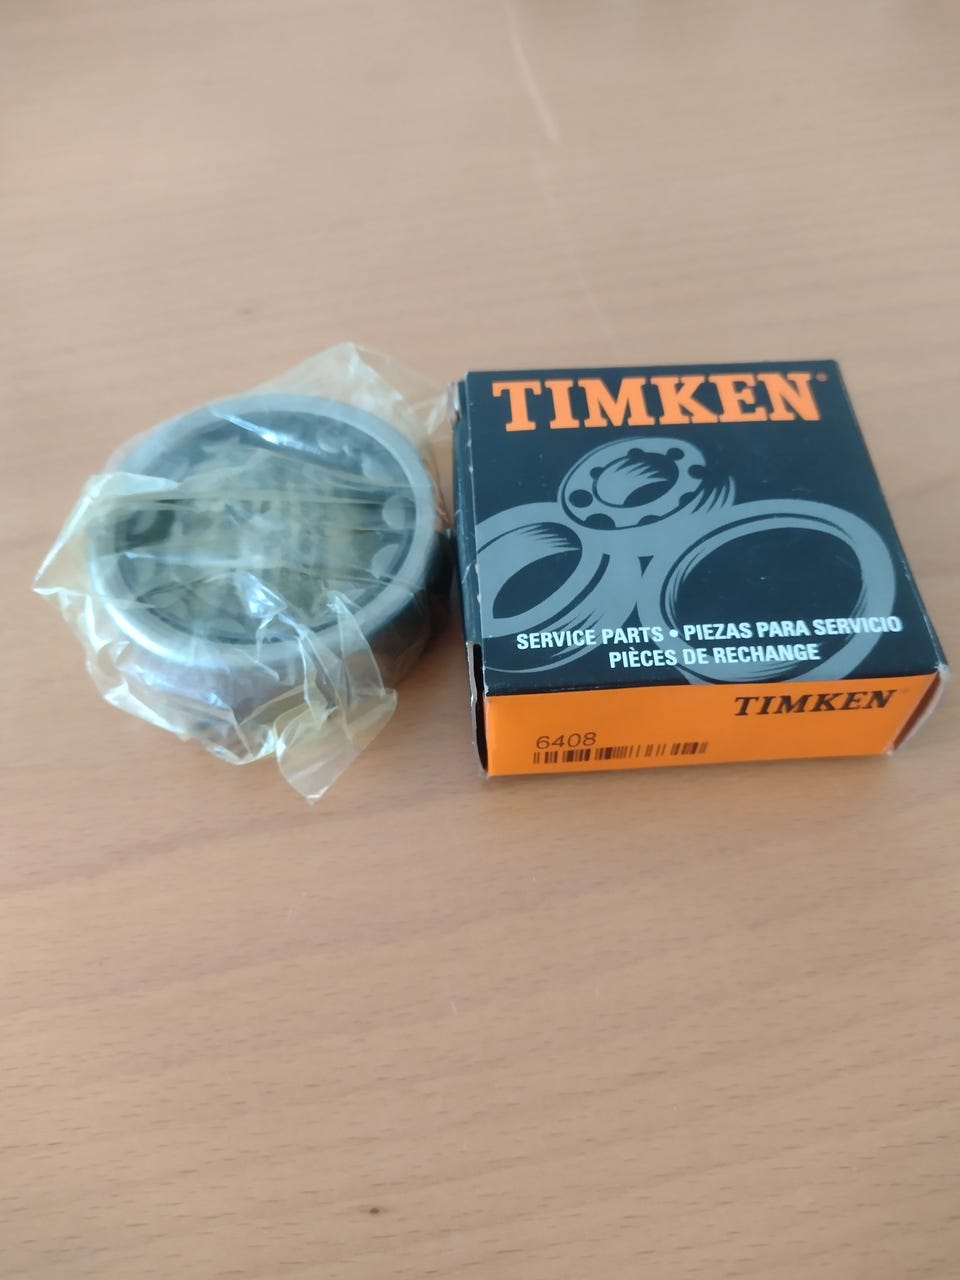 TIMKEN
SERVICE PARTS • PIEZAS PARA SERVICIO
PIÈCES DE RECHANGE
TIMKEN
6408